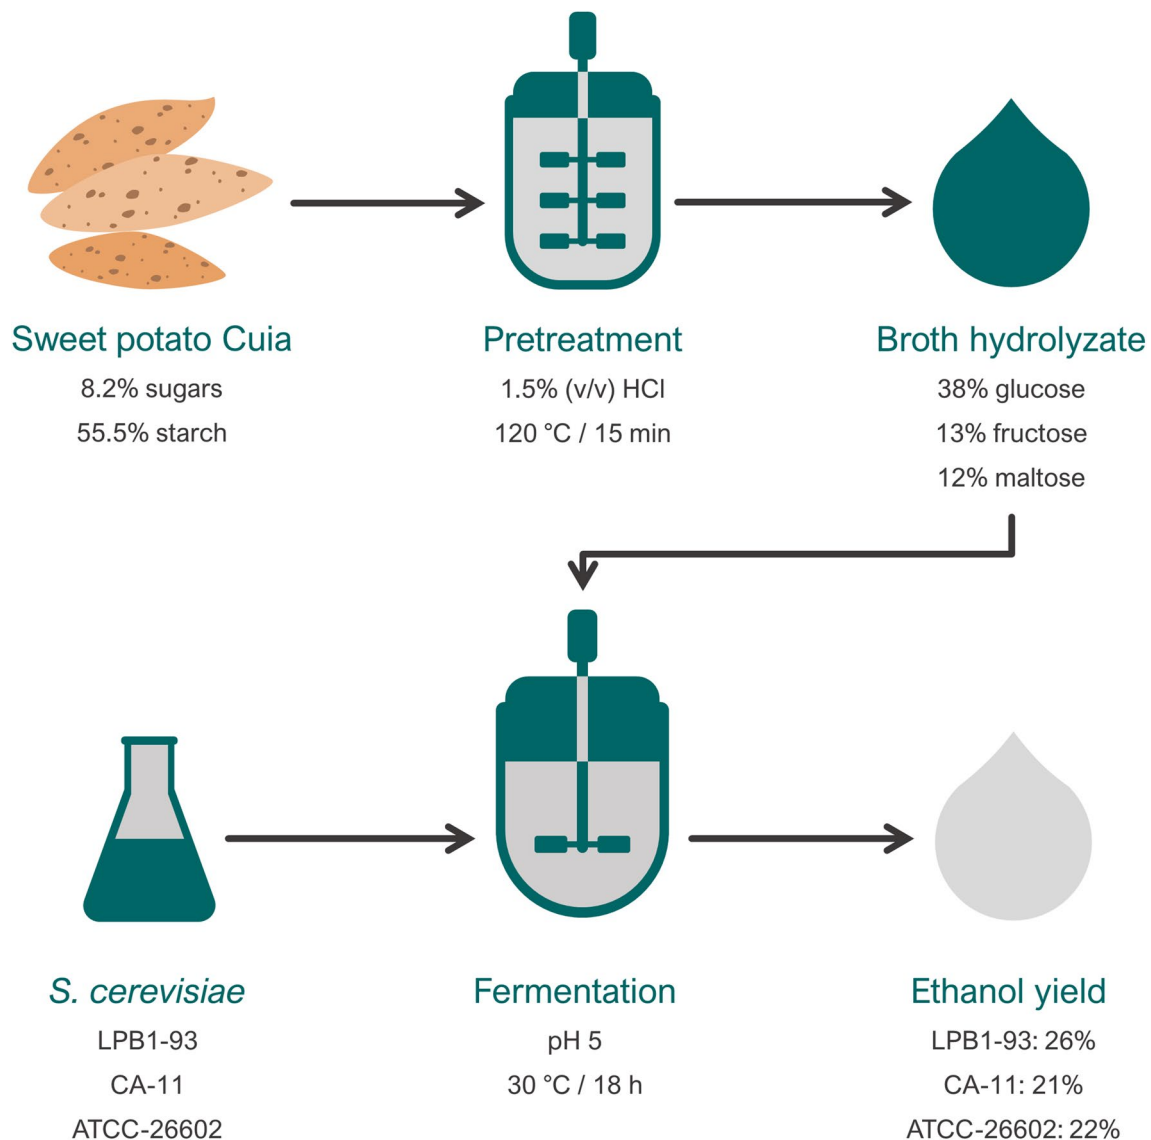 Sweet potato Cuia
8.2% sugars
55.5% starch
Pretreatment
1.5% (v/v) HCl
120 °C / 15 min
Broth hydrolyzate
38% glucose
13% fructose
12% maltose
S. cerevisiae
LPB1-93
CA-11
ATCC-26602
Fermentation
pH 5
30 °C / 18 h
Ethanol yield
LPB1-93: 26%
CA-11: 21%
ATCC-26602: 22%